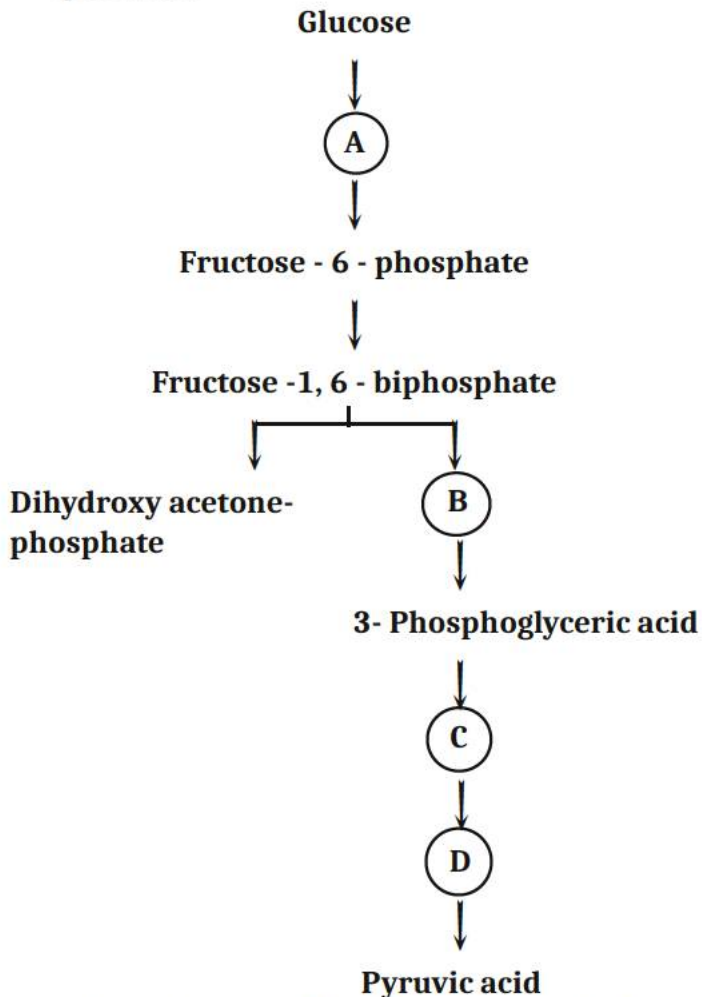 Glucose
A
Fructose - 6 - phosphate
Fructose -1, 6 - biphosphate
Dihydroxy acetone-
phosphate
B
3- Phosphoglyceric acid
C
D
Pyruvic acid